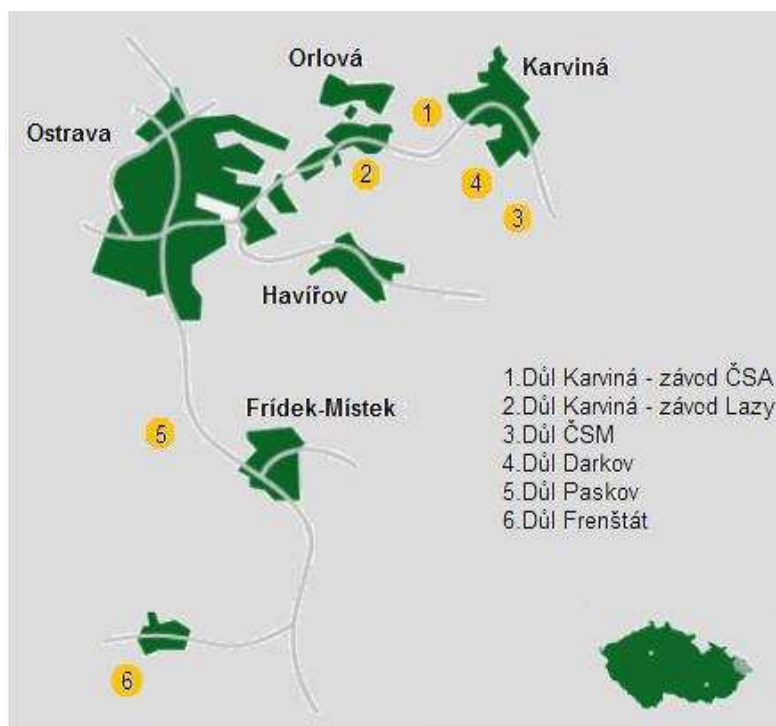 Orlová
Karviná
1
Ostrava
2
4
3
Havířov
1.Důl Karviná - závod ČSA
2.Důl Karviná - závod Lazy
3.Důl ČSM
4.Důl Darkov
5.Důl Paskov
6.Důl Frenštát
Frídek-Místek
5
6